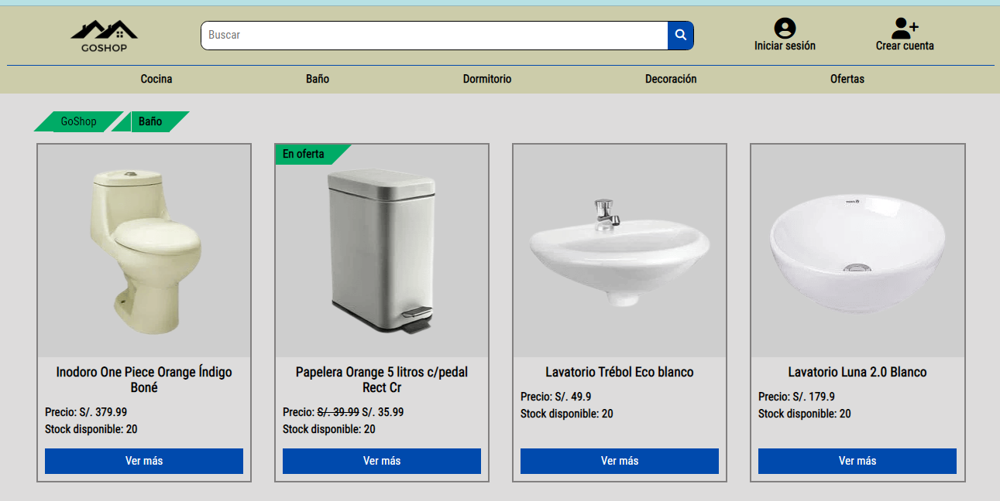 GOSHOP
Buscar
Iniciar sesión
Crear cuenta
Cocina
Baño
Dormitorio
Decoración
Ofertas
GoShop
Baño
Inodoro One Piece Orange Índigo
Boné
Precio: S/. 379.99
Stock disponible: 20
Ver más
En oferta
Papelera Orange 5 litros c/pedal
Rect Cr
Precio: S/. 39.99 S/. 35.99
Stock disponible: 20
Ver más
Lavatorio Trébol Eco blanco
Precio: S/. 49.9
Stock disponible: 20
Ver más
Lavatorio Luna 2.0 Blanco
Precio: S/. 179.9
Stock disponible: 20
Ver más